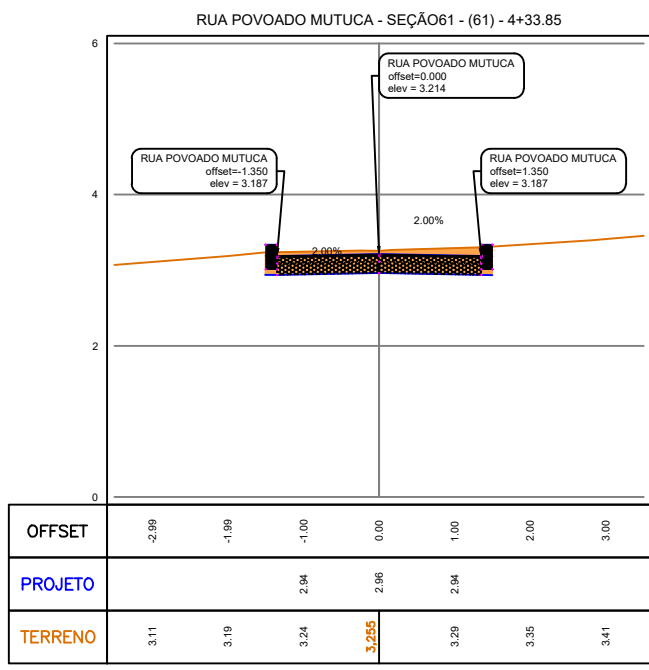 RUA POVOADO MUTUCA - SEÇÃO61 - (61) - 4+33.85
6
RUA POVOADO MUTUCA
offset=0.000
elev = 3.214
RUA POVOADO MUTUCA
offset=-1.350
elev = 3.187
RUA POVOADO MUTUCA
offset=1.350
elev = 3.187
4
2.00%
2.00%
2
0
OFFSET -2.99 -1.99 -1.00 0.00 1.00 2.00 3.00
PROJETO 2.94 2.96 2.94
TERRENO 3.11 3.19 3.24 3,255 3.29 3.35 3.41